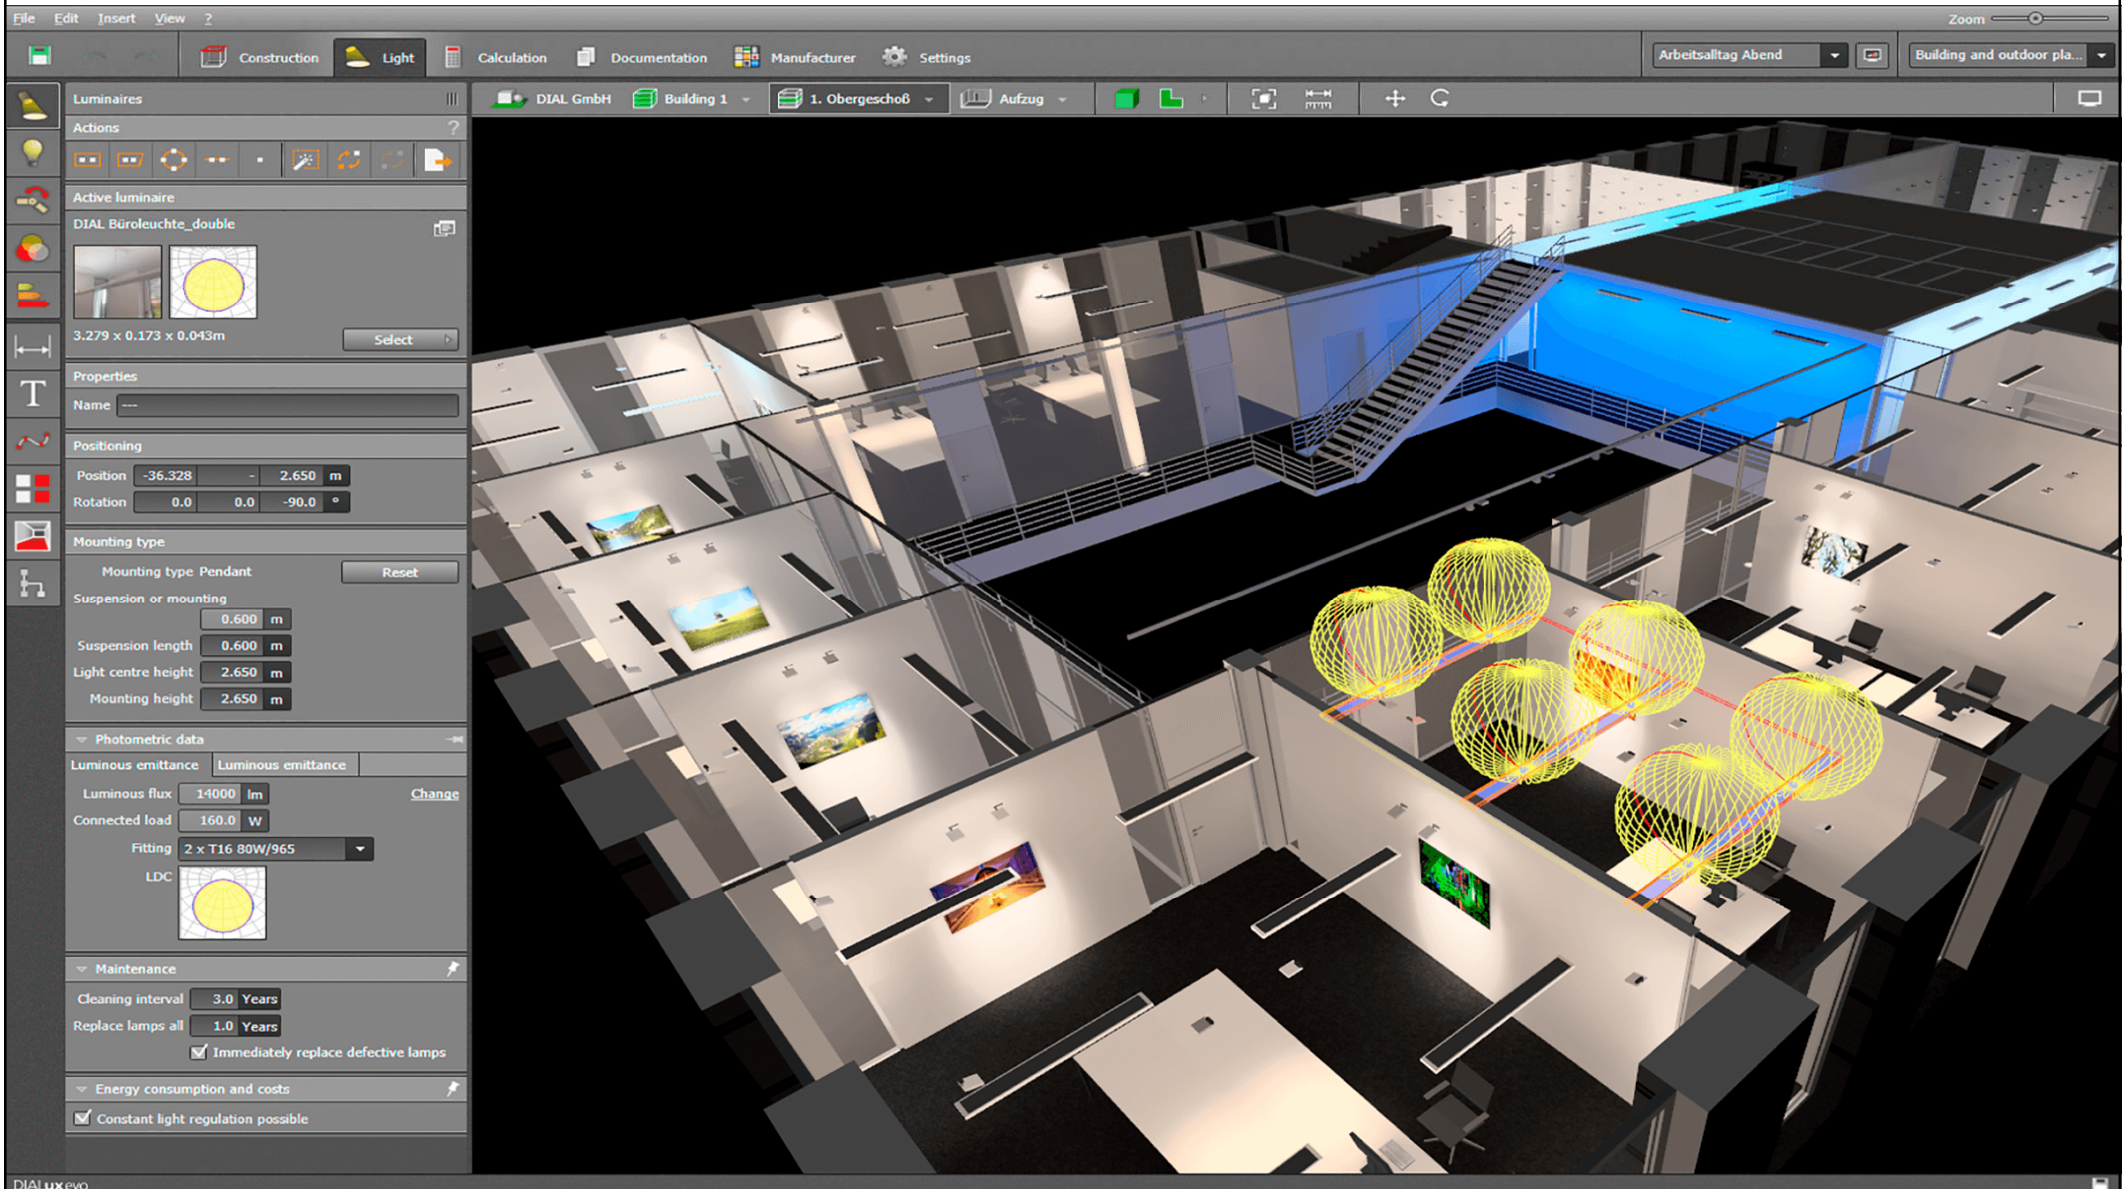 File Edit Insert View ?
Zoom
Construction Light Calculation Documentation Manufacturer Settings
Arbeitsalltag Abend
Building and outdoor pla...
Luminaires
DIAL GmbH Building 1 1. Obergeschoß Aufzug
Actions ?
Active luminaire
DIAL Büroleuchte_double
3.279 x 0.173 x 0.043m
Select
Properties
Name ---
Positioning
Position -36.328 - 2.650 m
Rotation 0.0 0.0 -90.0 °
Mounting type
Mounting type Pendant Reset
Suspension or mounting
0.600 m
Suspension length 0.600 m
Light centre height 2.650 m
Mounting height 2.650 m
Photometric data
Luminous emittance Luminous emittance
Luminous flux 14000 lm Change
Connected load 160.0 W
Fitting 2 x T16 80W/965
LDC
Maintenance
Cleaning interval 3.0 Years
Replace lamps all 1.0 Years
Immediately replace defective lamps
Energy consumption and costs
Constant light regulation possible
DIALux evo
T